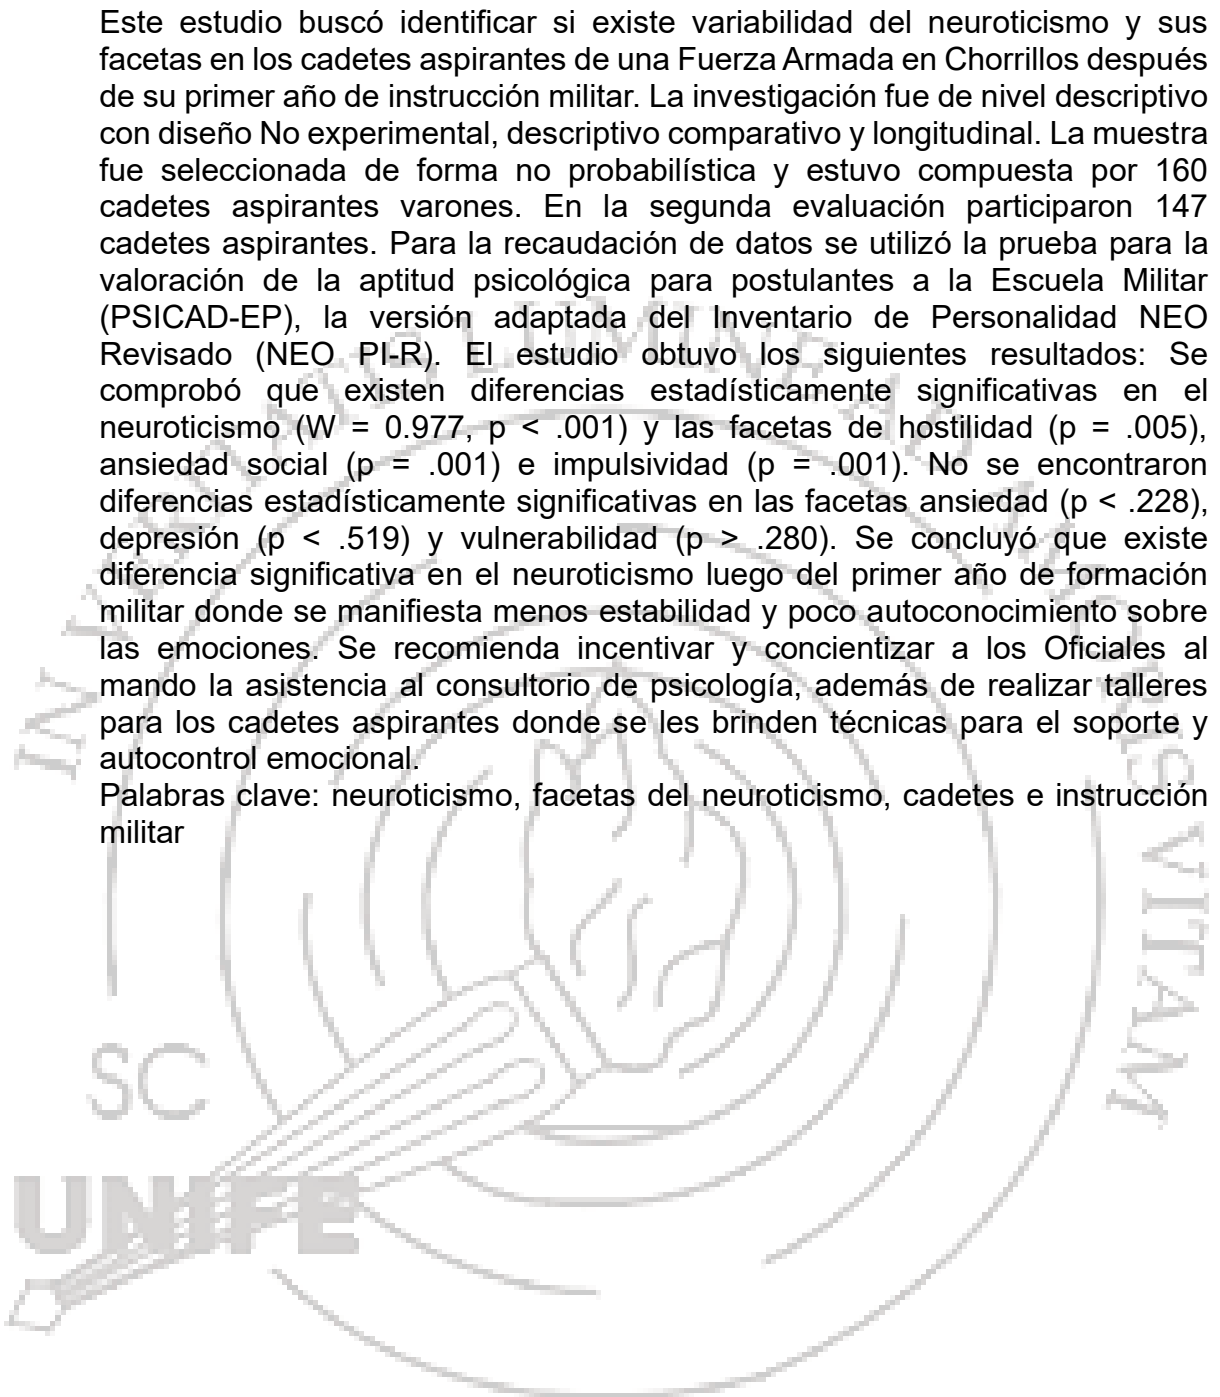 Este estudio buscó identificar si existe variabilidad del neuroticismo y sus
facetas en los cadetes aspirantes de una Fuerza Armada en Chorrillos después
de su primer año de instrucción militar. La investigación fue de nivel descriptivo
con diseño No experimental, descriptivo comparativo y longitudinal. La muestra
fue seleccionada de forma no probabilística y estuvo compuesta por 160
cadetes aspirantes varones. En la segunda evaluación participaron 147
cadetes aspirantes. Para la recaudación de datos se utilizó la prueba para la
valoración de la aptitud psicológica para postulantes a la Escuela Militar
(PSICAD-EP), la versión adaptada del Inventario de Personalidad NEO
Revisado (NEO PI-R). El estudio obtuvo los siguientes resultados: Se
comprobó que existen diferencias estadísticamente significativas en el
neuroticismo (W = 0.977, p < .001) y las facetas de hostilidad (p = .005),
ansiedad social (p = .001) e impulsividad (p = .001). No se encontraron
diferencias estadísticamente significativas en las facetas ansiedad (p < .228),
depresión (p < .519) y vulnerabilidad (p > .280). Se concluyó que existe
diferencia significativa en el neuroticismo luego del primer año de formación
militar donde se manifiesta menos estabilidad y poco autoconocimiento sobre
las emociones. Se recomienda incentivar y concientizar a los Oficiales al
mando la asistencia al consultorio de psicología, además de realizar talleres
para los cadetes aspirantes donde se les brinden técnicas para el soporte y
autocontrol emocional.
Palabras clave: neuroticismo, facetas del neuroticismo, cadetes e instrucción
militar
IN VERITATIS LUMINE AD AMORIS VITAM
SC
UNIFE